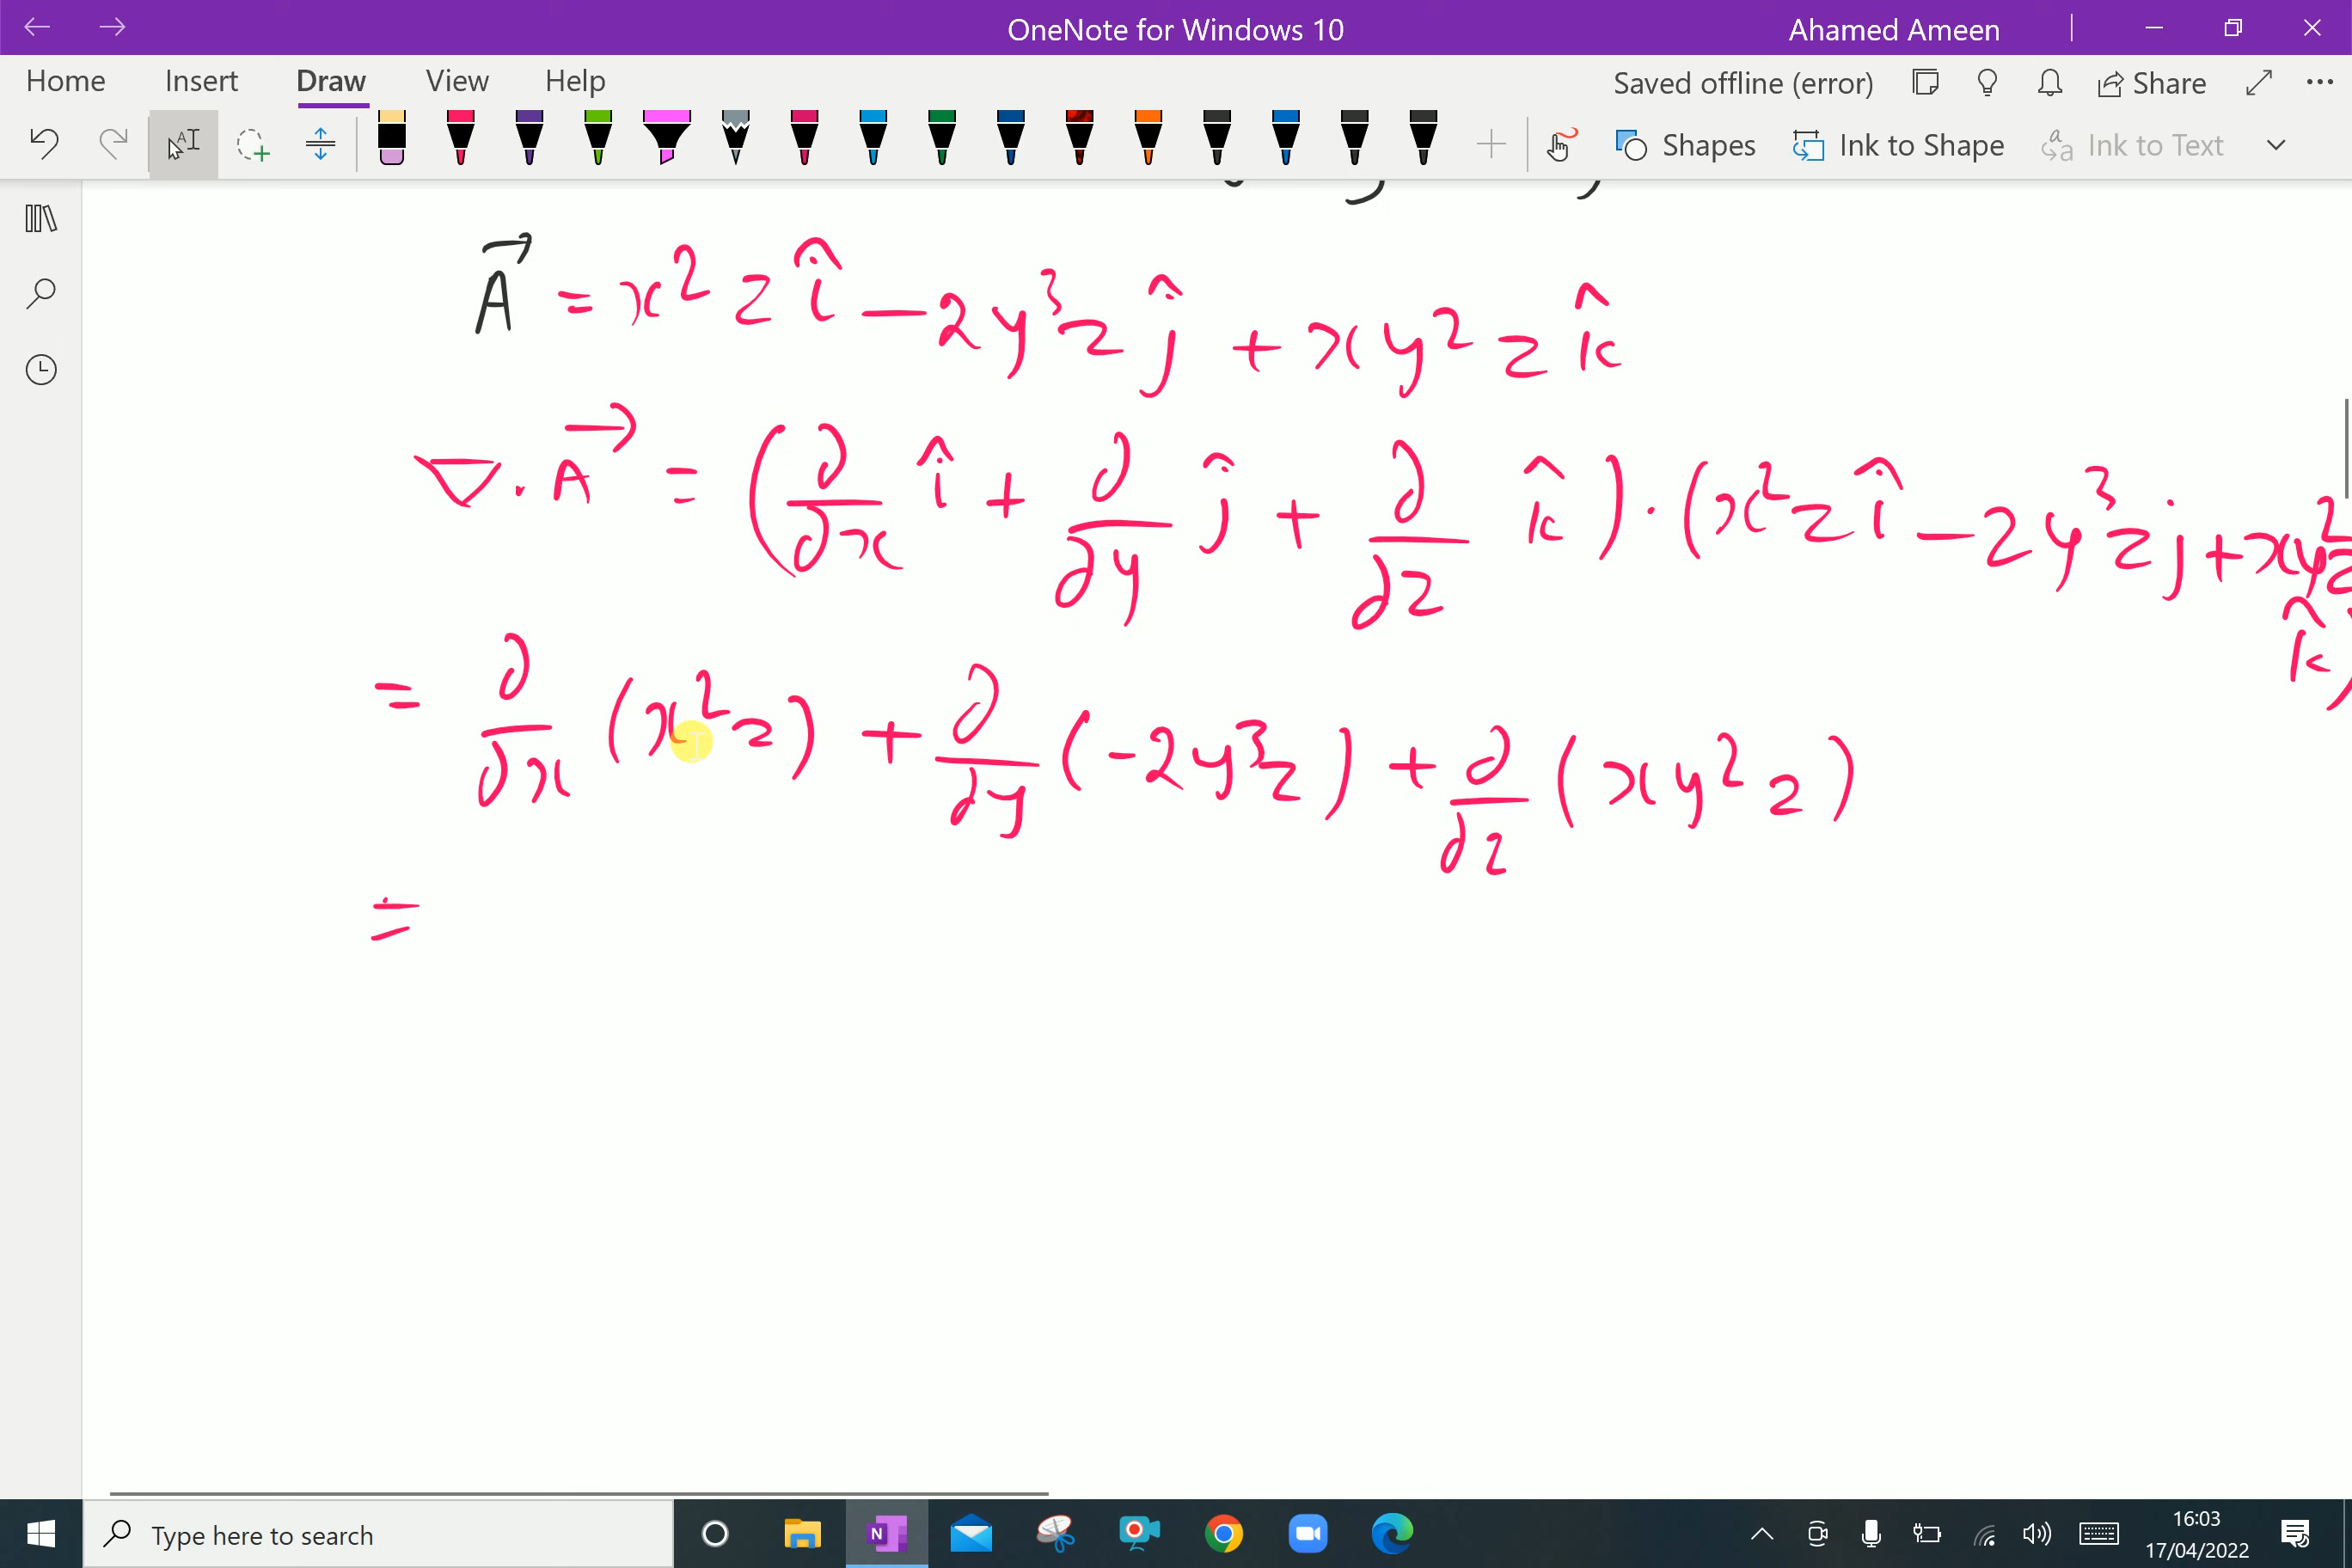 OneNote for Windows 10 Ahamed Ameen
Home Insert Draw View Help Saved offline (error) Share
Shapes Ink to Shape Ink to Text
A⃗ = x² z î − 2y³z ĵ + xy² z k̂
∇ . A⃗ = (∂/∂x î + ∂/∂y ĵ + ∂/∂z k̂) · (x²z î − 2y³z j + xy²z k̂)
= ∂/∂x (x²z) + ∂/∂y (-2y³z) + ∂/∂z (xy²z)
=
Type here to search
16:03
17/04/2022